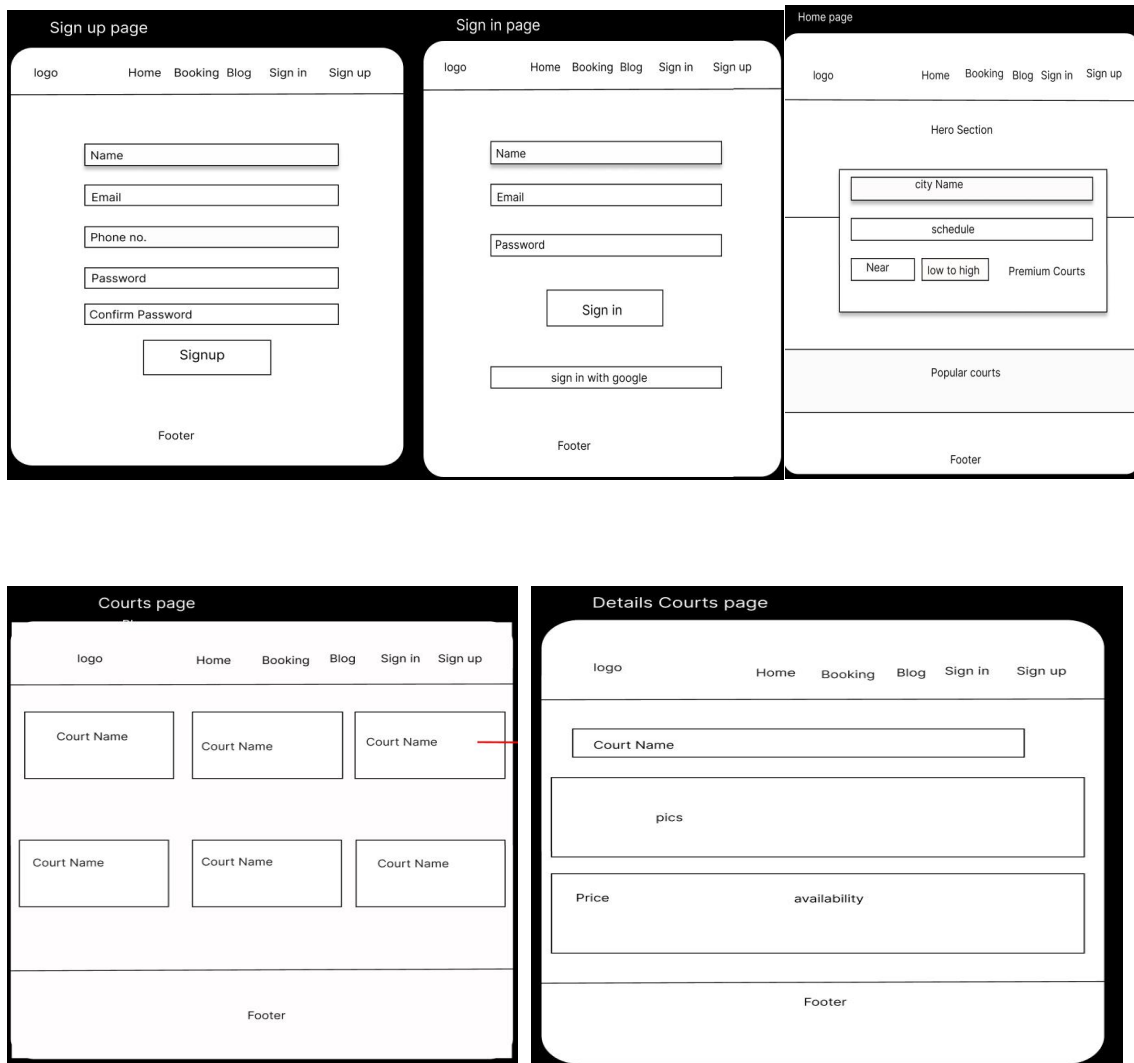 Sign up page
logo Home Booking Blog Sign in Sign up
Name
Email
Phone no.
Password
Confirm Password
Signup
Footer
Sign in page
logo Home Booking Blog Sign in Sign up
Name
Email
Password
Sign in
sign in with google
Footer
Home page
logo Home Booking Blog Sign in Sign up
Hero Section
city Name
schedule
Near low to high Premium Courts
Popular courts
Footer
Courts page
logo Home Booking Blog Sign in Sign up
Court Name Court Name Court Name
Court Name Court Name Court Name
Footer
Details Courts page
logo Home Booking Blog Sign in Sign up
Court Name
pics
Price availability
Footer